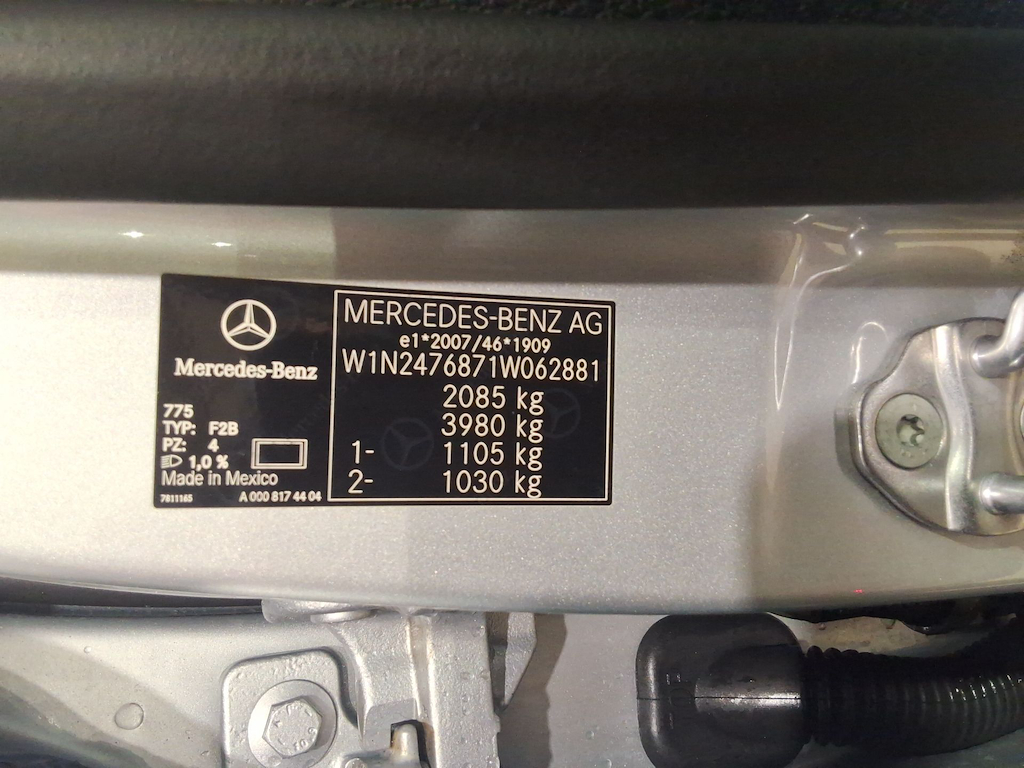 Mercedes-Benz
775
TYP: F2B
PZ: 4
1,0 %
Made in Mexico
7811165 A 000 817 44 04
MERCEDES-BENZ AG
e1*2007/46*1909
W1N2476871W062881
2085 kg
3980 kg
1- 1105 kg
2- 1030 kg